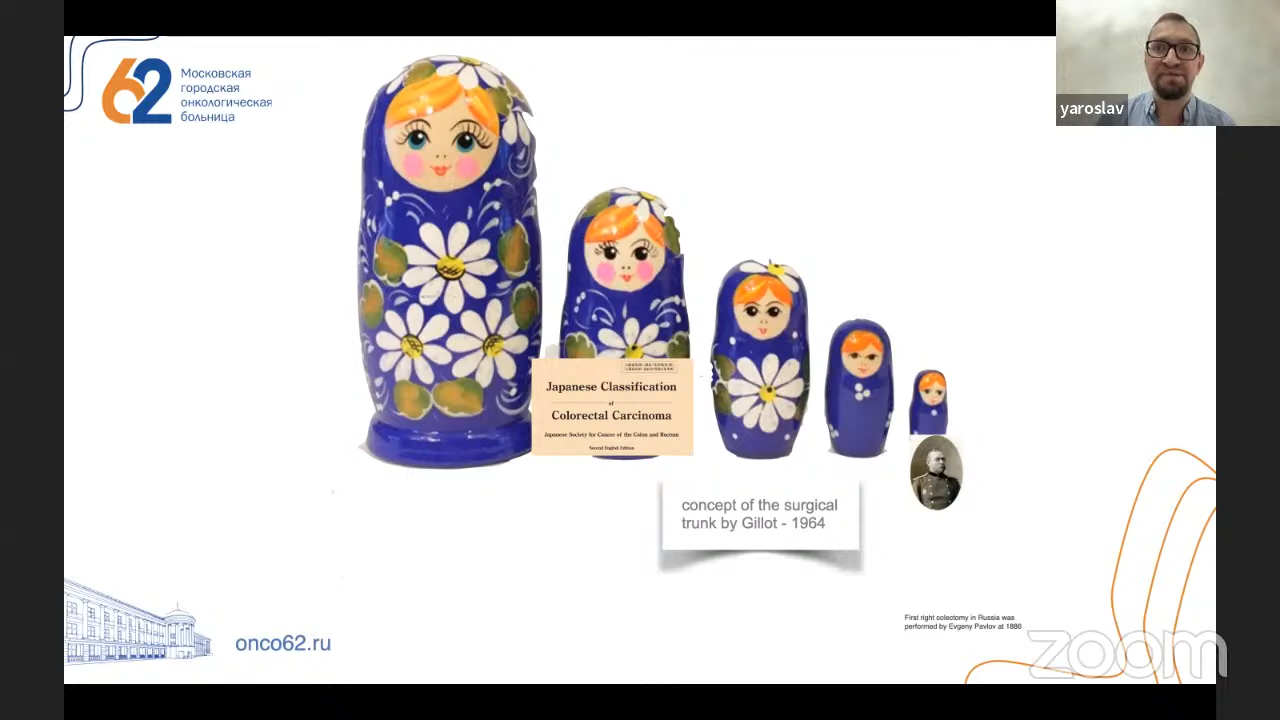 62
Московская
городская
онкологическая
больница
yaroslav
Japanese Classification
of
Colorectal Carcinoma
Japanese Society for Cancer of the Colon and Rectum
Second English Edition
concept of the surgical
trunk by Gillot - 1964
First right colectomy in Russia was
performed by Evgeny Pavlov at 1886
onco62.ru
zoom